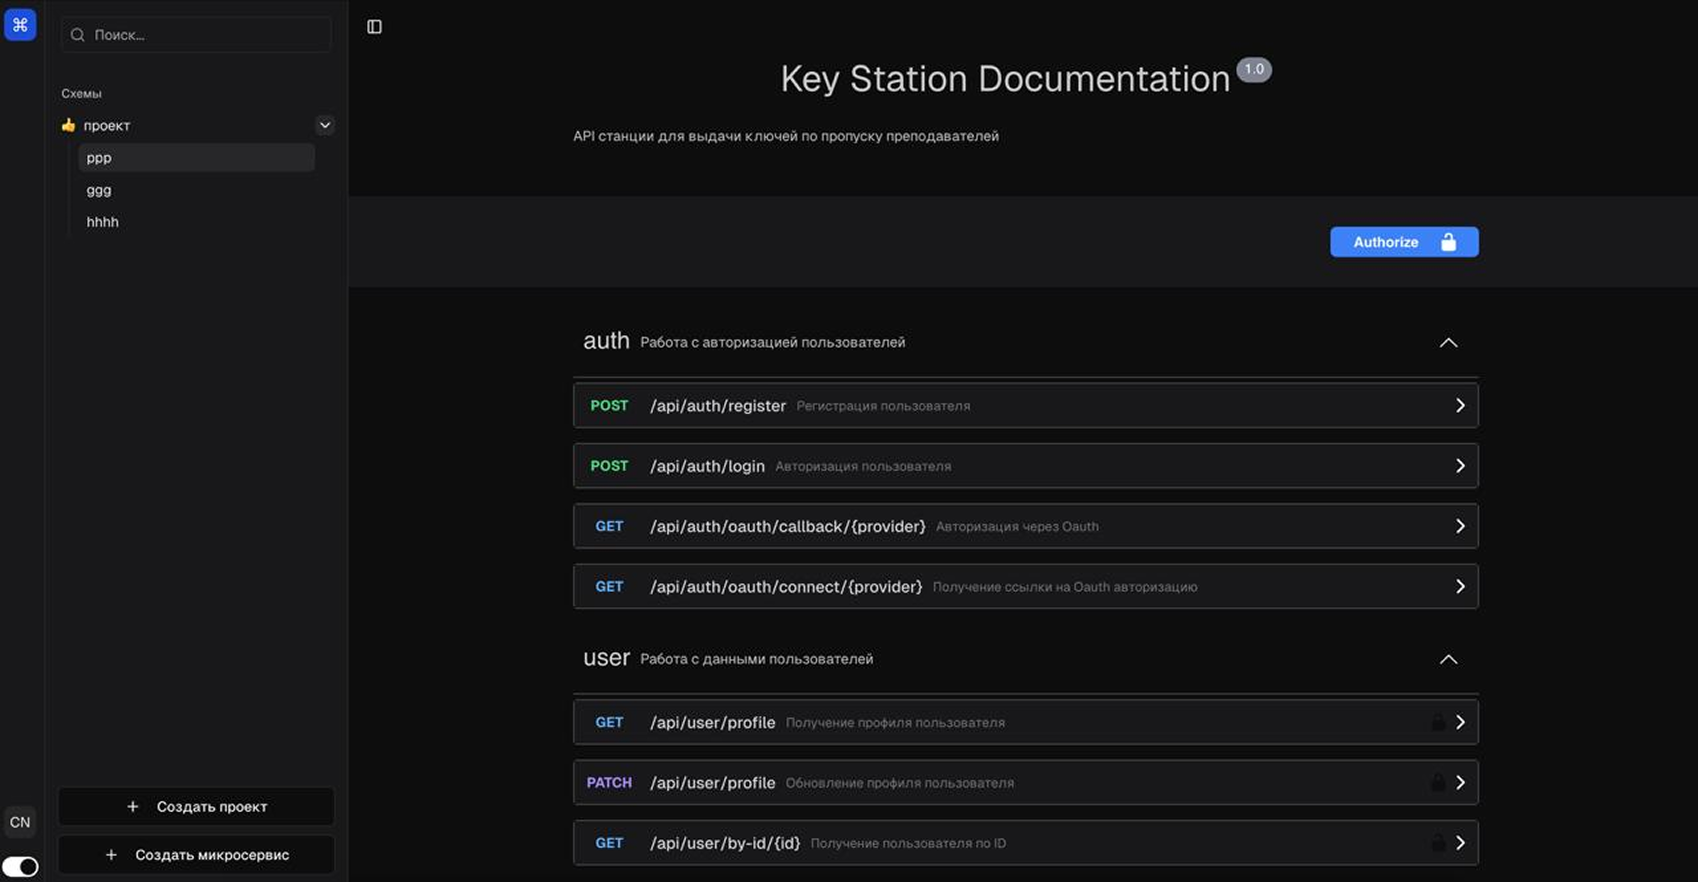 Поиск...
Схемы
👍 проект
ppp
ggg
hhhh
+ Создать проект
+ Создать микросервис
CN
Key Station Documentation 1.0
API станции для выдачи ключей по пропуску преподавателей
Authorize
auth Работа с авторизацией пользователей
POST /api/auth/register Регистрация пользователя
POST /api/auth/login Авторизация пользователя
GET /api/auth/oauth/callback/{provider} Авторизация через Oauth
GET /api/auth/oauth/connect/{provider} Получение ссылки на Oauth авторизацию
user Работа с данными пользователей
GET /api/user/profile Получение профиля пользователя
PATCH /api/user/profile Обновление профиля пользователя
GET /api/user/by-id/{id} Получение пользователя по ID